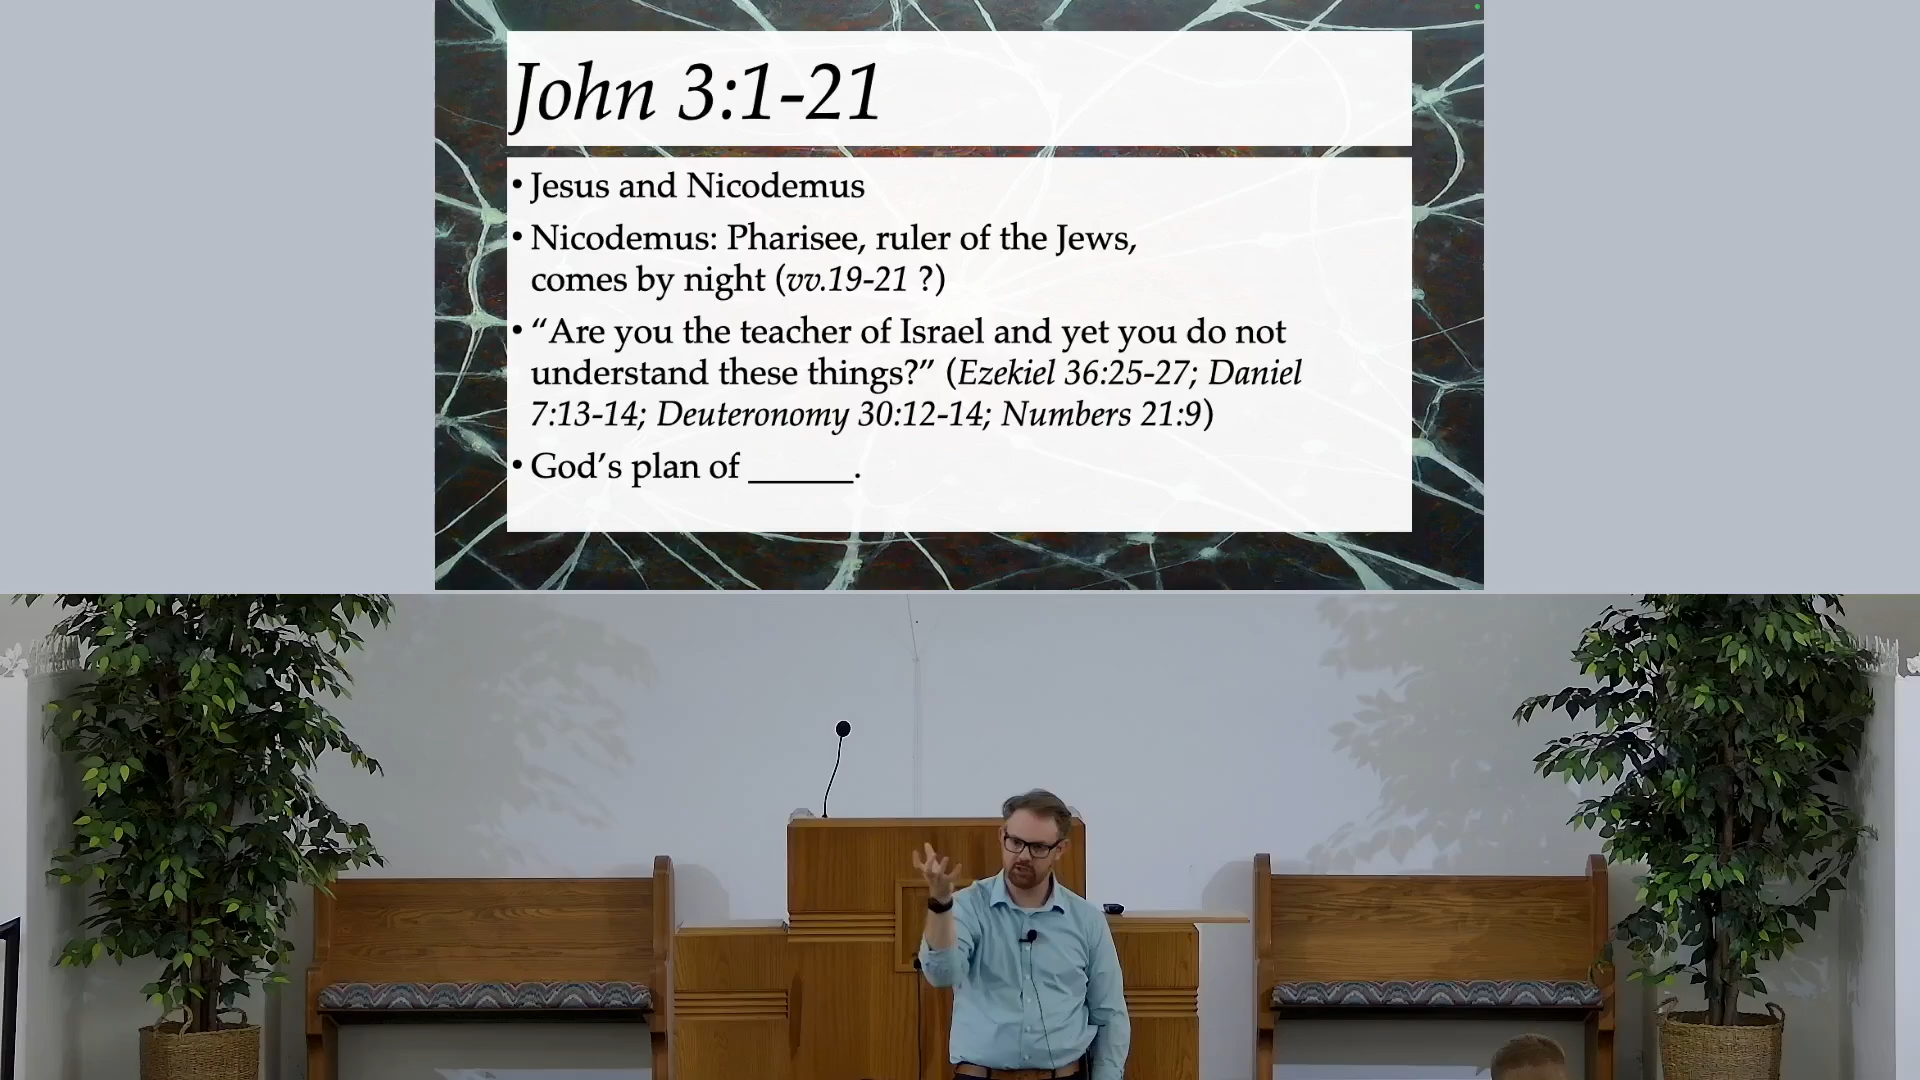 John 3:1-21
• Jesus and Nicodemus
• Nicodemus: Pharisee, ruler of the Jews,
comes by night (vv.19-21 ?)
• “Are you the teacher of Israel and yet you do not
understand these things?” (Ezekiel 36:25-27; Daniel
7:13-14; Deuteronomy 30:12-14; Numbers 21:9)
• God’s plan of ______.